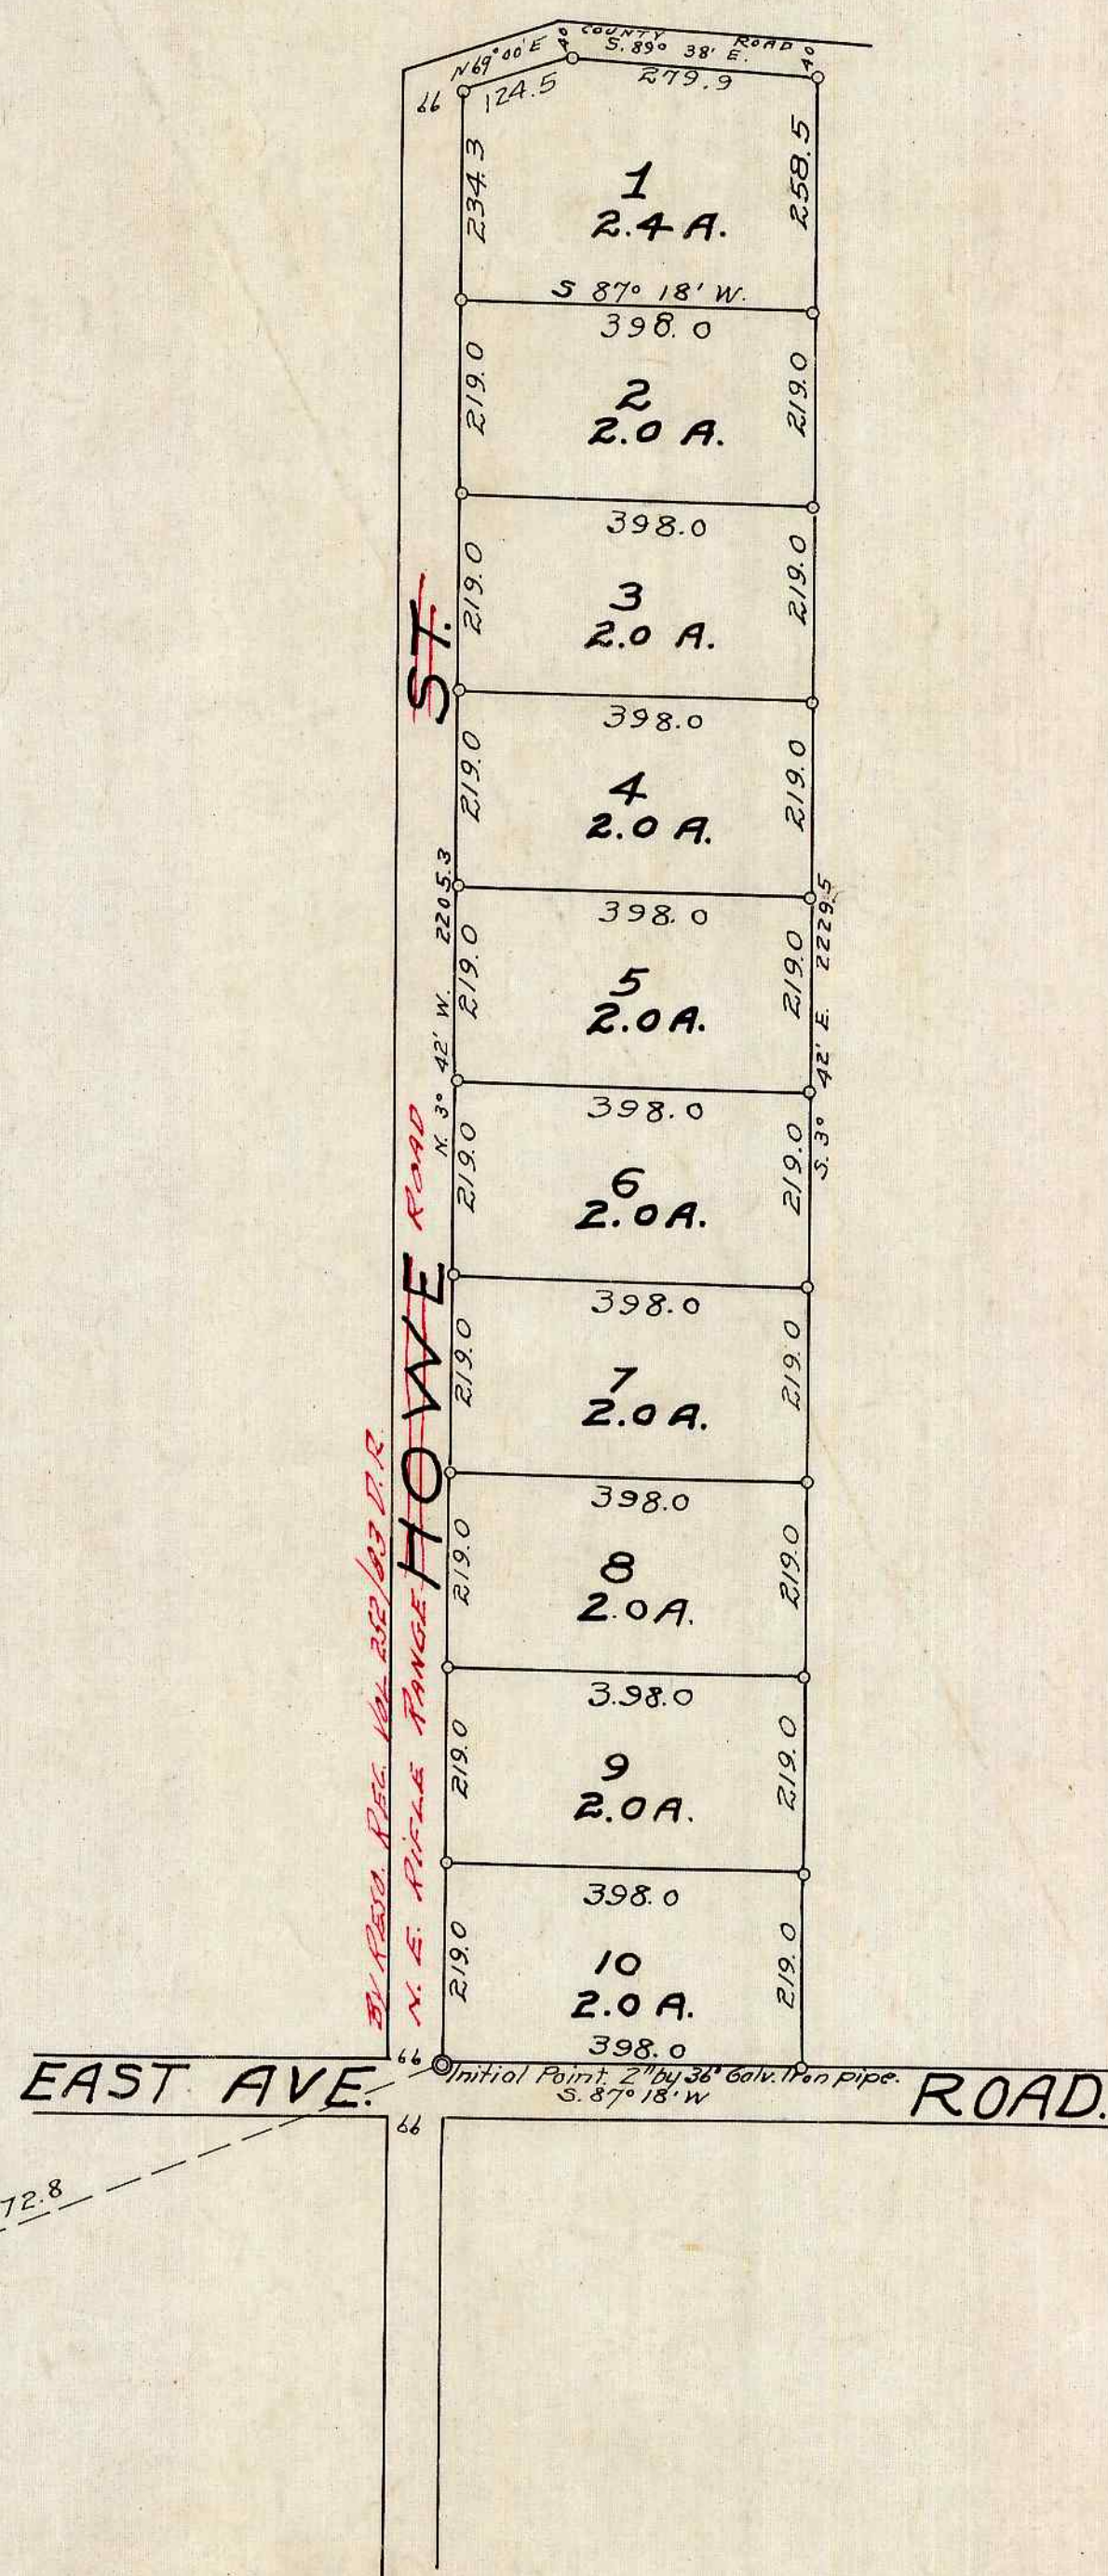 COUNTY ROAD
N 69° 00' E
40
S. 89° 38' E.
40
66
124.5
279.9
234.3
1
2.4 A.
258.5
S 87° 18' W.
398.0
219.0
2
2.0 A.
219.0
398.0
219.0
3
2.0 A.
219.0
ST.
398.0
219.0
4
2.0 A.
219.0
N. 3° 42' W. 2205.3
398.0
219.0
5
2.0 A.
219.0
S. 3° 42' E. 2229.5
398.0
219.0
6
2.0 A.
219.0
HOWE
398.0
219.0
7
2.0 A.
219.0
398.0
219.0
8
2.0 A.
219.0
3.98.0
219.0
9
2.0 A.
219.0
BY RESO. REC. VOL 252/83 D.R.
N. E. RIFLE RANGE ROAD
398.0
219.0
10
2.0 A.
219.0
398.0
66
Initial Point. 2" by 36" Galv. Iron pipe.
S. 87° 18' W
EAST AVE. ROAD.
66
72.8